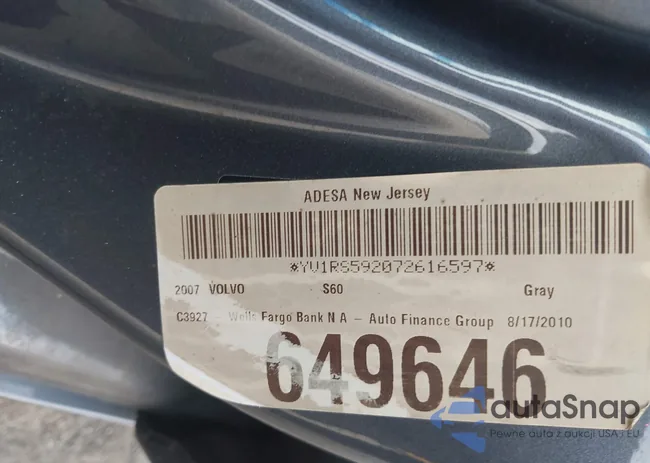 ADESA New Jersey
*YV1RS592072616597*
2007 VOLVO S60 Gray
C3927 - Wells Fargo Bank N A - Auto Finance Group 8/17/2010
649646
autaSnap
Pewne auta z aukcji USA i EU